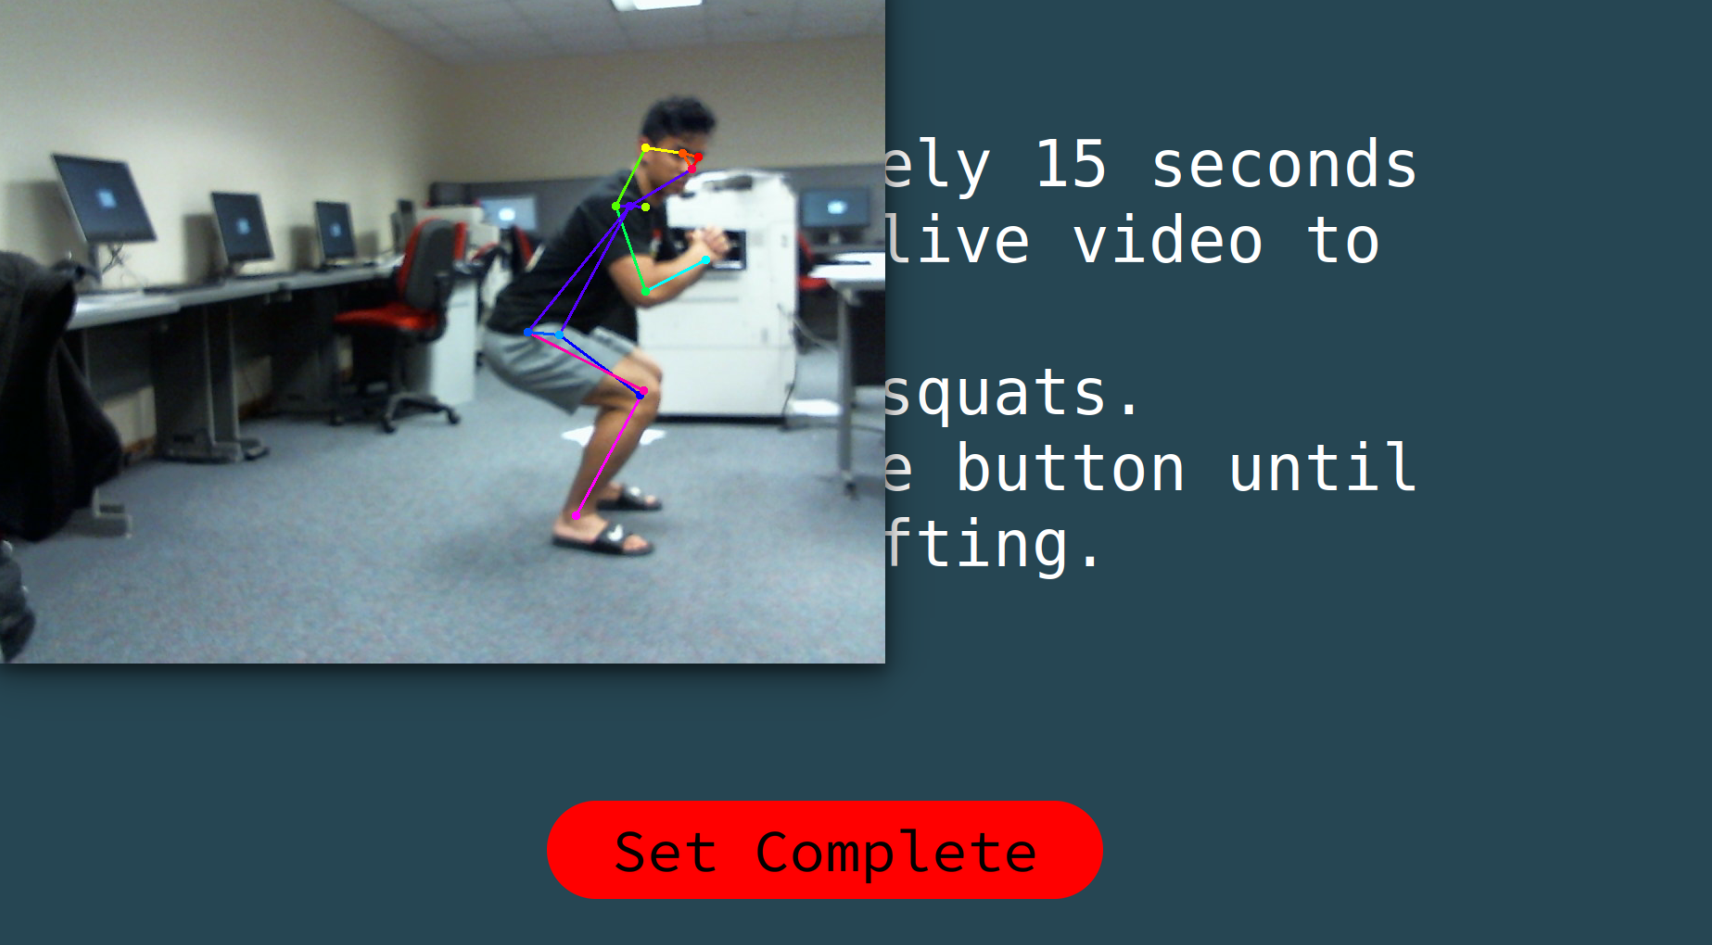 ely 15 seconds
live video to
squats.
e button until
fting.
Set Complete